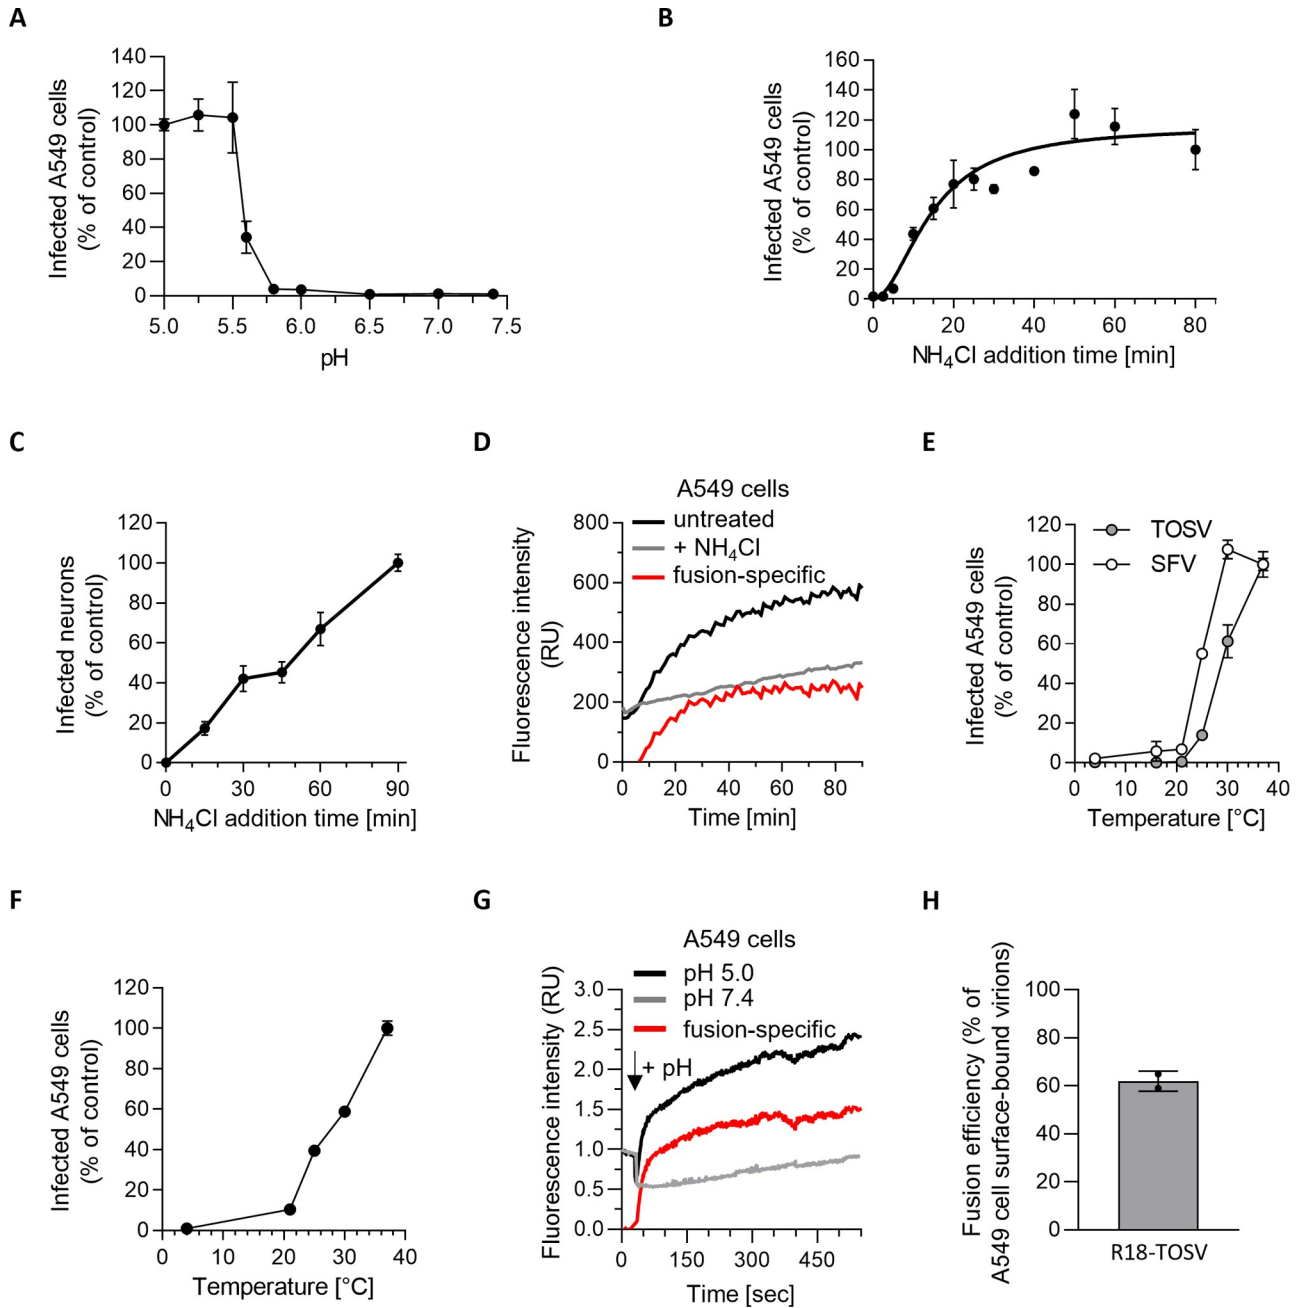 A
Infected A549 cells
(% of control)
140
120
100
80
60
40
20
0
5.0 5.5 6.0 6.5 7.0 7.5
pH
B
Infected A549 cells
(% of control)
160
140
120
100
80
60
40
20
0
0 20 40 60 80
NH₄Cl addition time [min]
C
Infected neurons
(% of control)
120
100
80
60
40
20
0
0 30 60 90
NH₄Cl addition time [min]
D
A549 cells
untreated
+ NH₄Cl
fusion-specific
Fluorescence intensity
(RU)
800
600
400
200
0
0 20 40 60 80
Time [min]
E
TOSV
SFV
Infected A549 cells
(% of control)
120
100
80
60
40
20
0
0 10 20 30 40
Temperature [°C]
F
Infected A549 cells
(% of control)
120
100
80
60
40
20
0
0 10 20 30 40
Temperature [°C]
G
A549 cells
pH 5.0
pH 7.4
fusion-specific
+ pH
Fluorescence intensity (RU)
3.0
2.5
2.0
1.5
1.0
0.5
0.0
0 150 300 450
Time [sec]
H
Fusion efficiency (% of
A549 cell surface-bound virions)
100
80
60
40
20
0
R18-TOSV